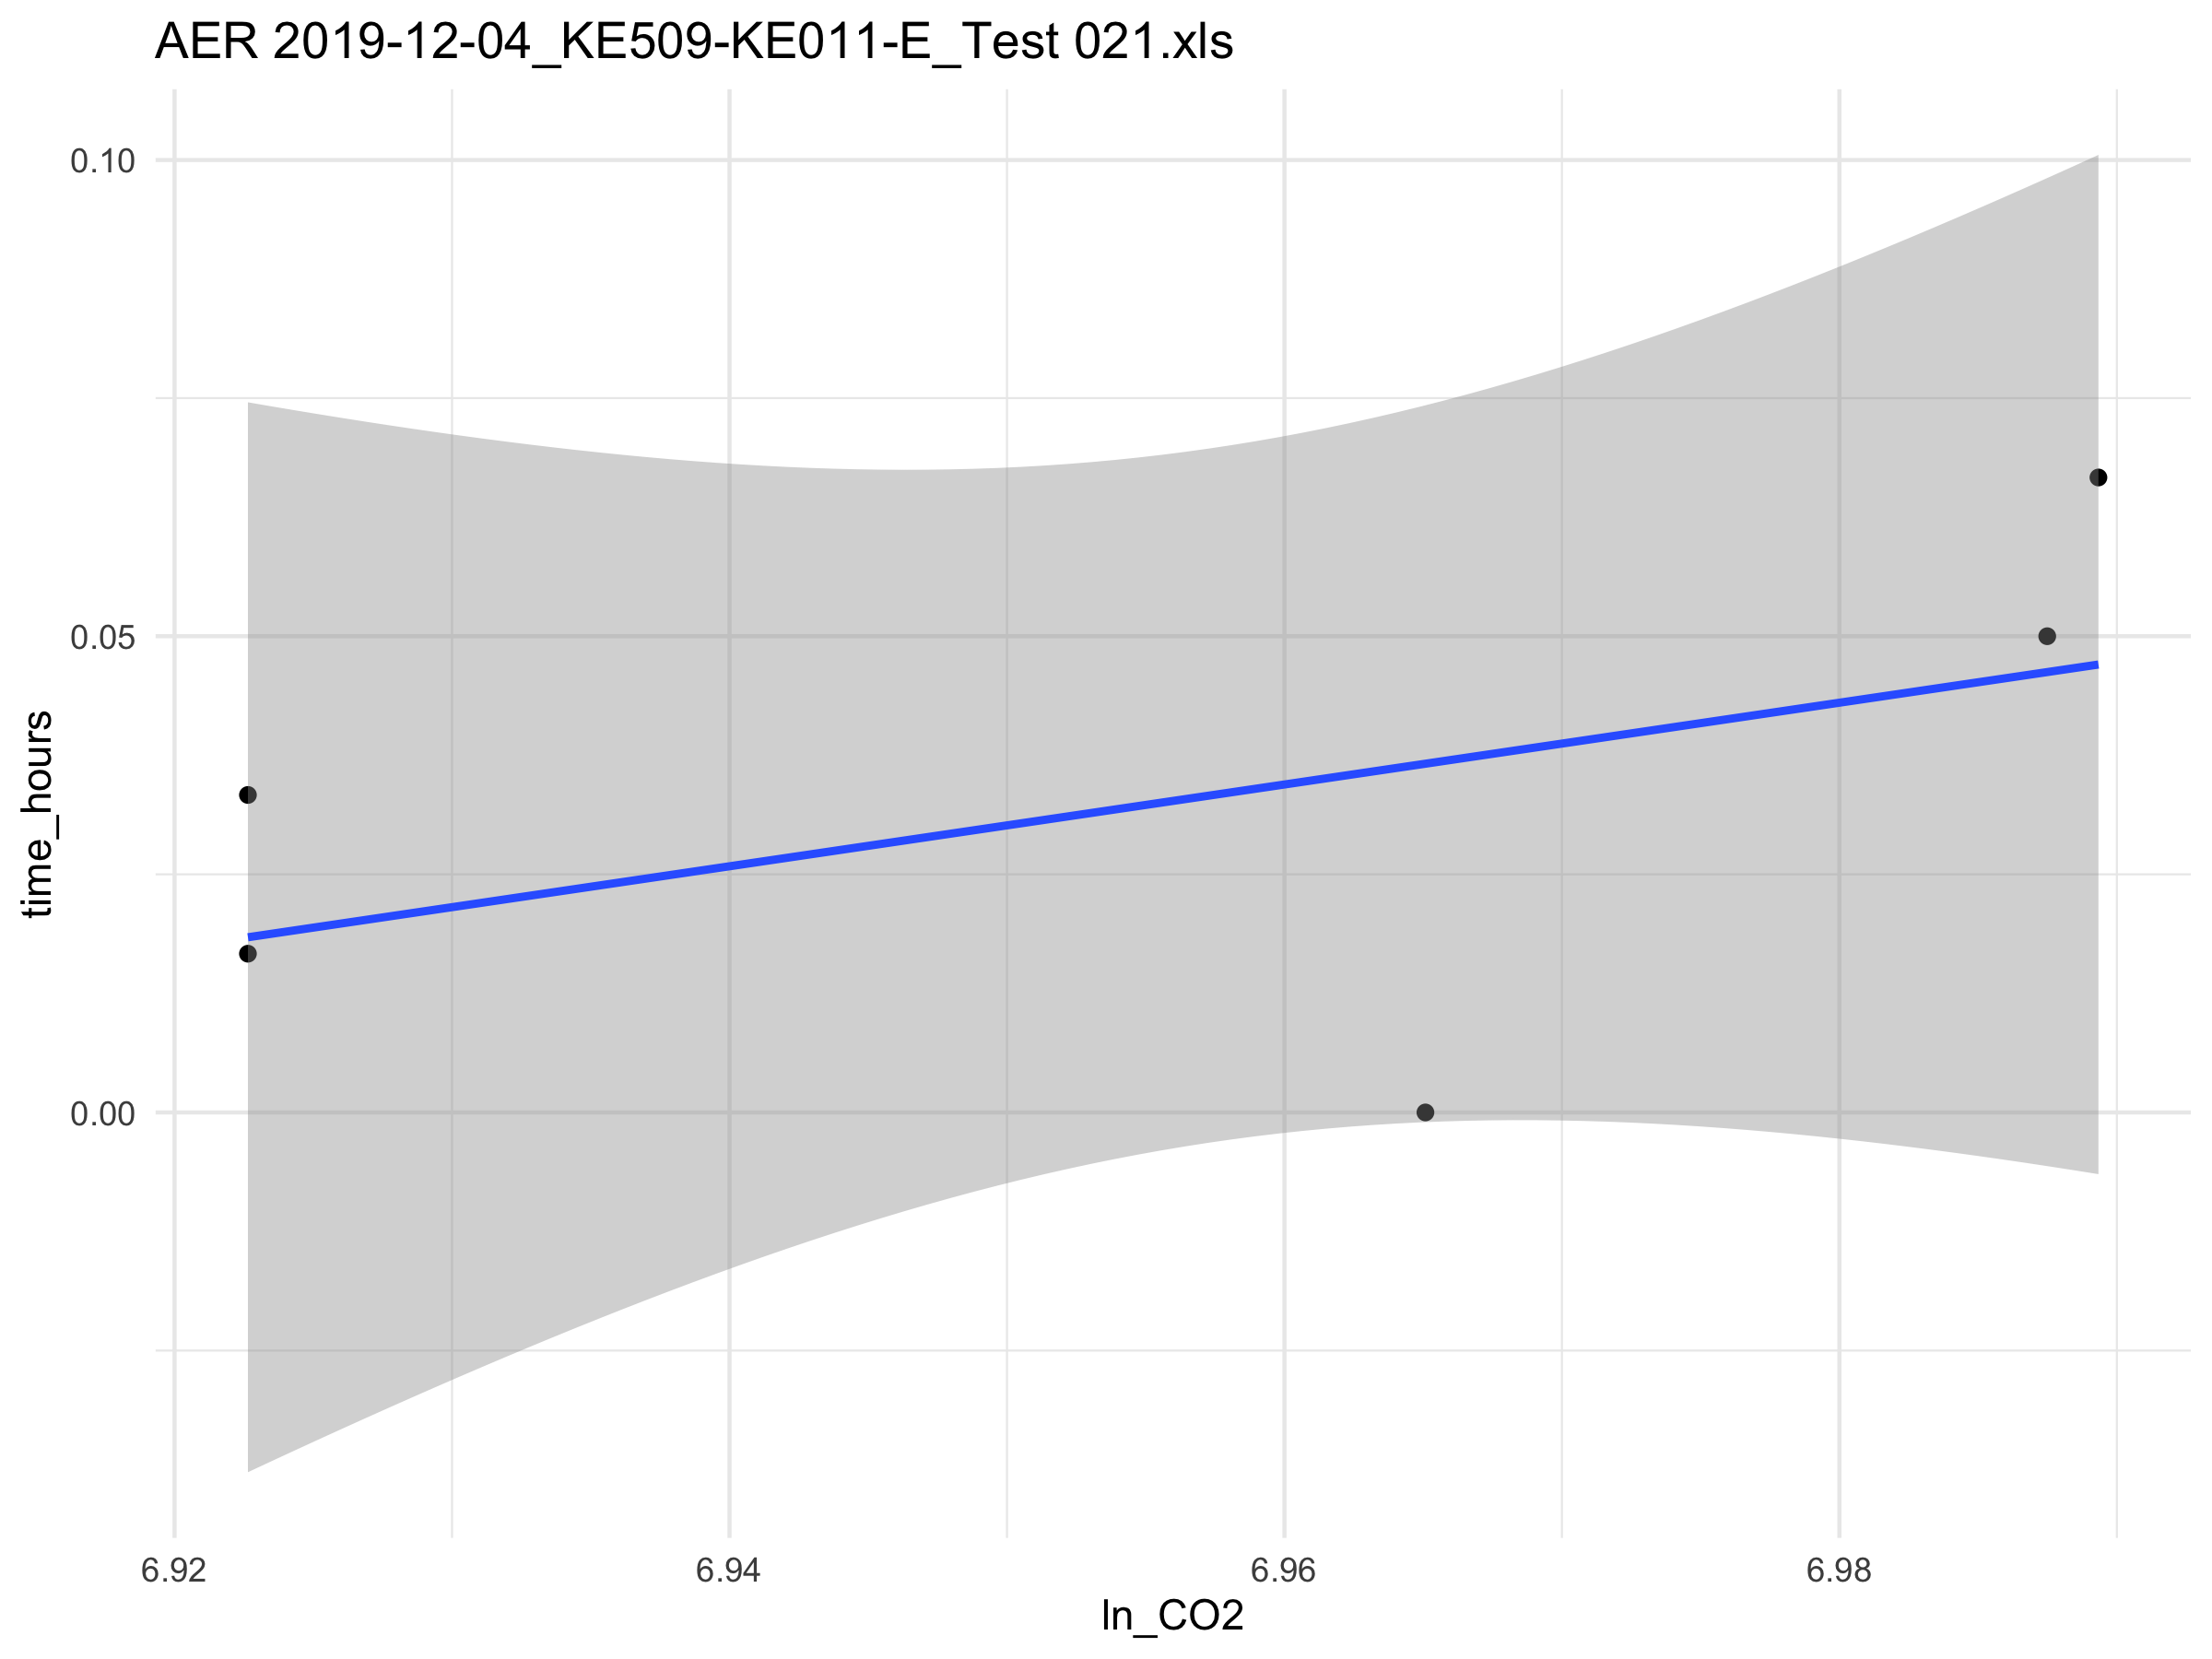 AER 2019-12-04_KE509-KE011-E_Test 021.xls
0.10
0.05
0.00
time_hours
6.92 6.94 6.96 6.98
ln_CO2